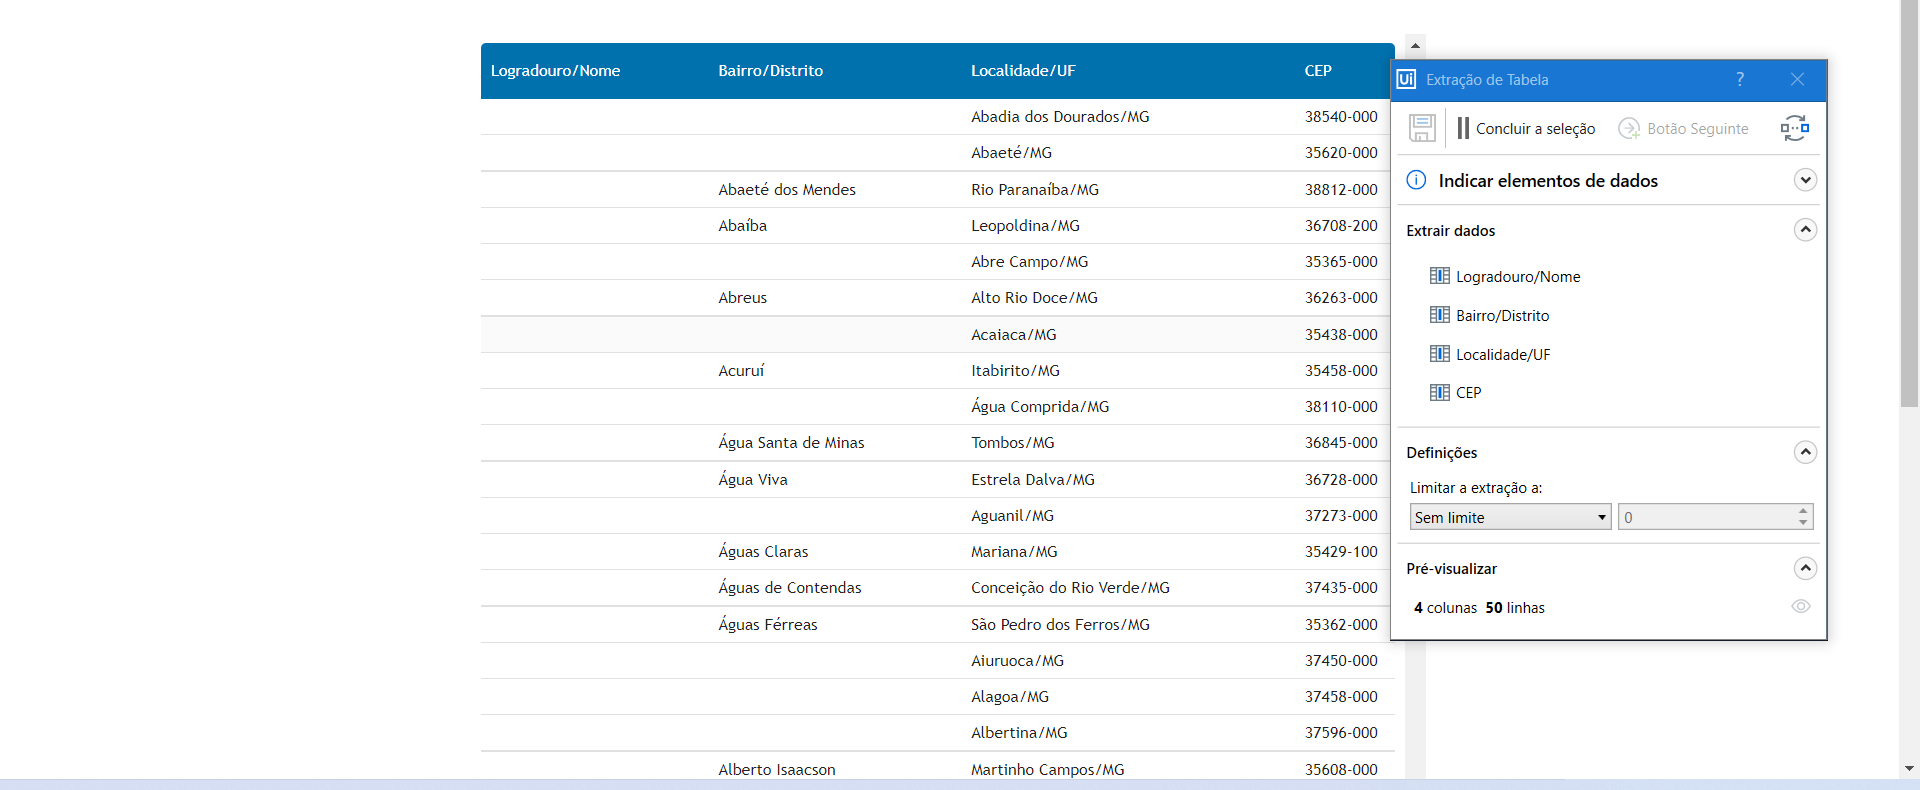 Logradouro/Nome Bairro/Distrito Localidade/UF CEP
Abadia dos Dourados/MG 38540-000
Abaeté/MG 35620-000
Abaeté dos Mendes Rio Paranaíba/MG 38812-000
Abaíba Leopoldina/MG 36708-200
Abre Campo/MG 35365-000
Abreus Alto Rio Doce/MG 36263-000
Acaiaca/MG 35438-000
Acuruí Itabirito/MG 35458-000
Água Comprida/MG 38110-000
Água Santa de Minas Tombos/MG 36845-000
Água Viva Estrela Dalva/MG 36728-000
Aguanil/MG 37273-000
Águas Claras Mariana/MG 35429-100
Águas de Contendas Conceição do Rio Verde/MG 37435-000
Águas Férreas São Pedro dos Ferros/MG 35362-000
Aiuruoca/MG 37450-000
Alagoa/MG 37458-000
Albertina/MG 37596-000
Alberto Isaacson Martinho Campos/MG 35608-000
Ui Extração de Tabela ?
Concluir a seleção Botão Seguinte
Indicar elementos de dados
Extrair dados
Logradouro/Nome
Bairro/Distrito
Localidade/UF
CEP
Definições
Limitar a extração a:
Sem limite 0
Pré-visualizar
4 colunas 50 linhas